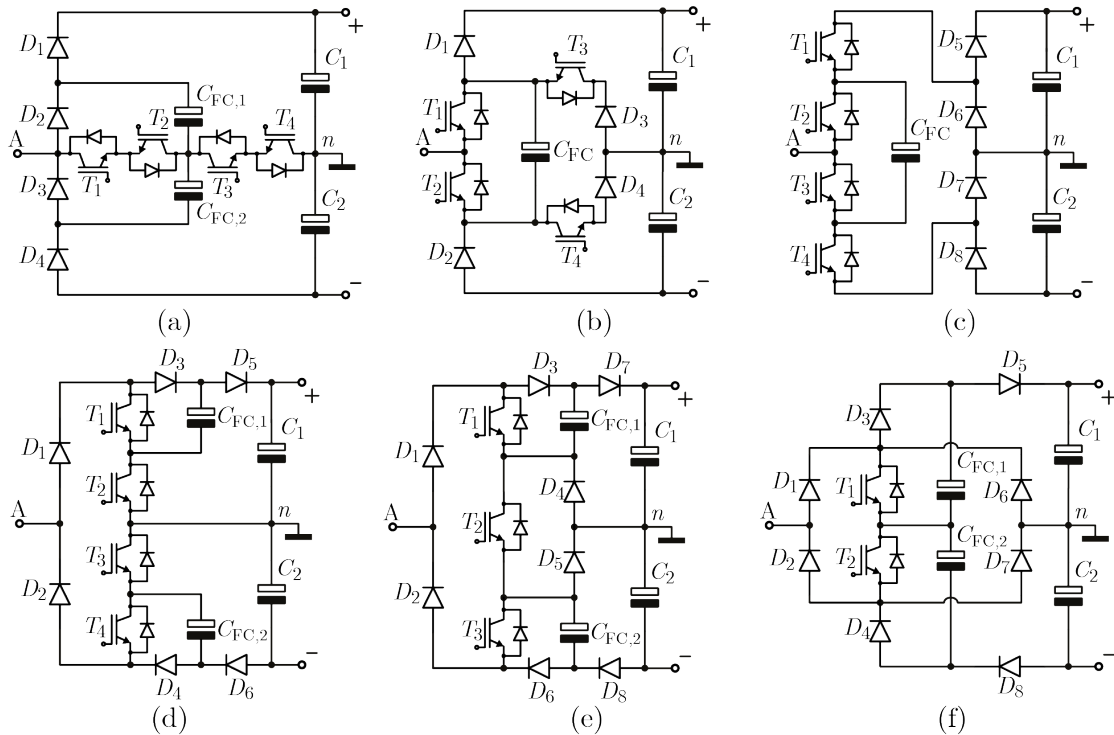 D1 D2 D3 D4 A CFC,1 CFC,2 T1 T2 T3 T4 C1 C2 n + −
(a)
D1 T1 A T2 D2 T3 CFC T4 D3 D4 C1 C2 n + −
(b)
T1 T2 A T3 T4 CFC D5 D6 D7 D8 C1 C2 n + −
(c)
D3 D5 T1 CFC,1 D1 T2 A T3 D2 T4 CFC,2 D4 D6 C1 C2 n + −
(d)
D3 D7 T1 CFC,1 D1 D4 T2 A D5 D2 T3 CFC,2 D6 D8 C1 C2 n + −
(e)
D5 D3 CFC,1 D1 T1 D6 A CFC,2 D2 T2 D7 D4 D8 C1 C2 n + −
(f)